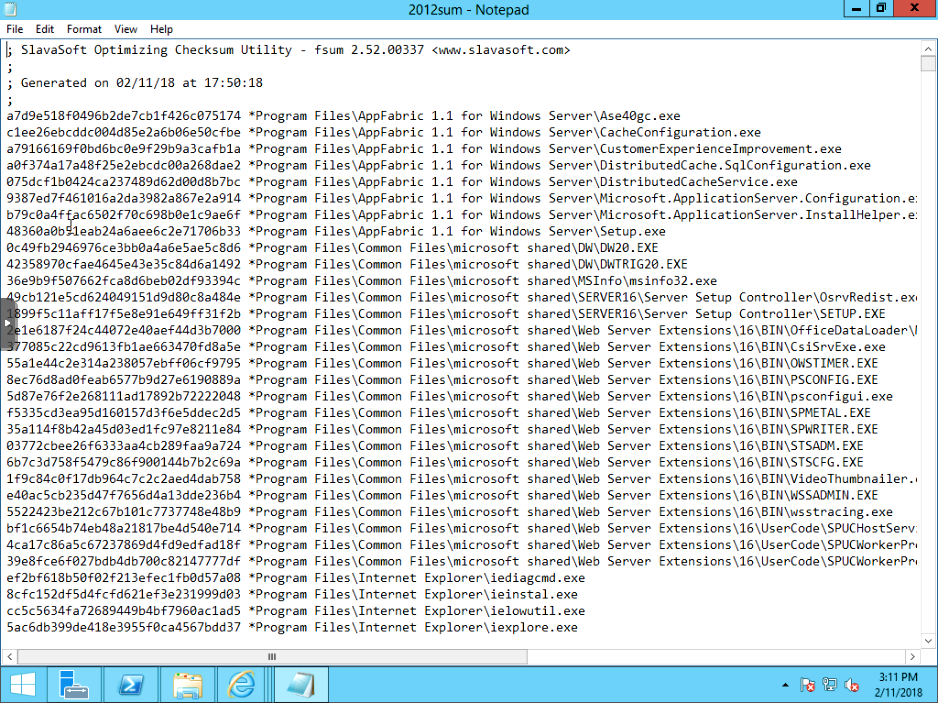 2012sum - Notepad
File Edit Format View Help
; SlavaSoft Optimizing Checksum Utility - fsum 2.52.00337 <www.slavasoft.com>
;
; Generated on 02/11/18 at 17:50:18
;
a7d9e518f0496b2de7cb1f426c075174 *Program Files\AppFabric 1.1 for Windows Server\Ase40gc.exe
c1ee26ebcddc004d85e2a6b06e50cfbe *Program Files\AppFabric 1.1 for Windows Server\CacheConfiguration.exe
a79166169f0bd6bc0e9f29b9a3cafb1a *Program Files\AppFabric 1.1 for Windows Server\CustomerExperienceImprovement.exe
a0f374a17a48f25e2ebcdc00a268dae2 *Program Files\AppFabric 1.1 for Windows Server\DistributedCache.SqlConfiguration.exe
075dcf1b0424ca237489d62d00d8b7bc *Program Files\AppFabric 1.1 for Windows Server\DistributedCacheService.exe
9387ed7f461016a2da3982a867e2a914 *Program Files\AppFabric 1.1 for Windows Server\Microsoft.ApplicationServer.Configuration.e
b79c0a4ffac6502f70c698b0e1c9ae6f *Program Files\AppFabric 1.1 for Windows Server\Microsoft.ApplicationServer.InstallHelper.e
48360a0b51eab24a6aee6c2e71706b33 *Program Files\AppFabric 1.1 for Windows Server\Setup.exe
0c49fb2946976ce3bb0a4a6e5ae5c8d6 *Program Files\Common Files\microsoft shared\DW\DW20.EXE
42358970cfae4645e43e35c84d6a1492 *Program Files\Common Files\microsoft shared\DW\DWTRIG20.EXE
36e9b9f507662fca8d6beb02df93394c *Program Files\Common Files\microsoft shared\MSInfo\msinfo32.exe
49cb121e5cd624049151d9d80c8a484e *Program Files\Common Files\microsoft shared\SERVER16\Server Setup Controller\OsrvRedist.exe
1899f5c11aff17f5e8e91e649ff31f2b *Program Files\Common Files\microsoft shared\SERVER16\Server Setup Controller\SETUP.EXE
2e1e6187f24c44072e40aef44d3b7000 *Program Files\Common Files\microsoft shared\Web Server Extensions\16\BIN\OfficeDataLoader\
377085c22cd9613fb1ae663470fd8a5e *Program Files\Common Files\microsoft shared\Web Server Extensions\16\BIN\CsiSrvExe.exe
55a1e44c2e314a238057ebff06cf9795 *Program Files\Common Files\microsoft shared\Web Server Extensions\16\BIN\OWSTIMER.EXE
8ec76d8ad0feab6577b9d27e6190889a *Program Files\Common Files\microsoft shared\Web Server Extensions\16\BIN\PSCONFIG.EXE
5d87e76f2e268111ad17892b72222048 *Program Files\Common Files\microsoft shared\Web Server Extensions\16\BIN\psconfigui.exe
f5335cd3ea95d160157d3f6e5ddec2d5 *Program Files\Common Files\microsoft shared\Web Server Extensions\16\BIN\SPMETAL.EXE
35a114f8b42a45d03ed1fc97e8211e84 *Program Files\Common Files\microsoft shared\Web Server Extensions\16\BIN\SPWRITER.EXE
03772cbee26f6333aa4cb289faa9a724 *Program Files\Common Files\microsoft shared\Web Server Extensions\16\BIN\STSADM.EXE
6b7c3d758f5479c86f900144b7b2c69a *Program Files\Common Files\microsoft shared\Web Server Extensions\16\BIN\STSCFG.EXE
1f9c84c0f17db964c7c2c2aed4dab758 *Program Files\Common Files\microsoft shared\Web Server Extensions\16\BIN\VideoThumbnailer.
e40ac5cb235d47f7656d4a13dde236b4 *Program Files\Common Files\microsoft shared\Web Server Extensions\16\BIN\WSSADMIN.EXE
5522423be212c67b101c7737748e48b9 *Program Files\Common Files\microsoft shared\Web Server Extensions\16\BIN\wsstracing.exe
bf1c6654b74eb48a21817be4d540e714 *Program Files\Common Files\microsoft shared\Web Server Extensions\16\UserCode\SPUCHostServi
4ca17c86a5c67237869d4fd9edfad18f *Program Files\Common Files\microsoft shared\Web Server Extensions\16\UserCode\SPUCWorkerPr
39e8fce6f027bdb4db700c82147777df *Program Files\Common Files\microsoft shared\Web Server Extensions\16\UserCode\SPUCWorkerPr
ef2bf618b50f02f213efec1fb0d57a08 *Program Files\Internet Explorer\iediagcmd.exe
8cfc152df5d4fcfd621ef3e231999d03 *Program Files\Internet Explorer\ieinstal.exe
cc5c5634fa72689449b4bf7960ac1ad5 *Program Files\Internet Explorer\ielowutil.exe
5ac6db399de418e3955f0ca4567bdd37 *Program Files\Internet Explorer\iexplore.exe
3:11 PM
2/11/2018